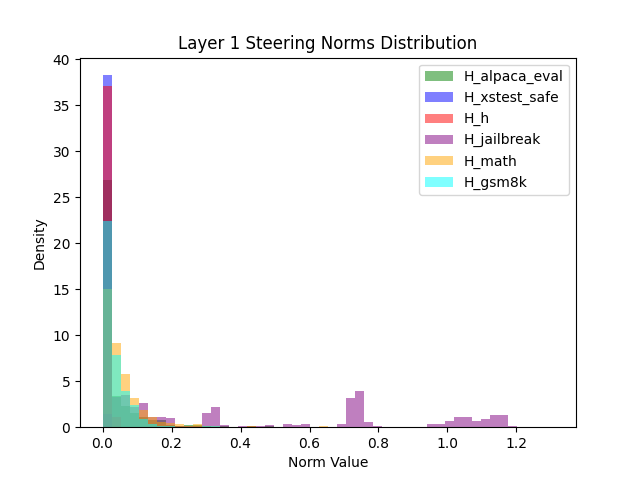 Layer 1 Steering Norms Distribution
40
35
30
25
20
15
10
5
0
Density
H_alpaca_eval
H_xstest_safe
H_h
H_jailbreak
H_math
H_gsm8k
0.0 0.2 0.4 0.6 0.8 1.0 1.2
Norm Value